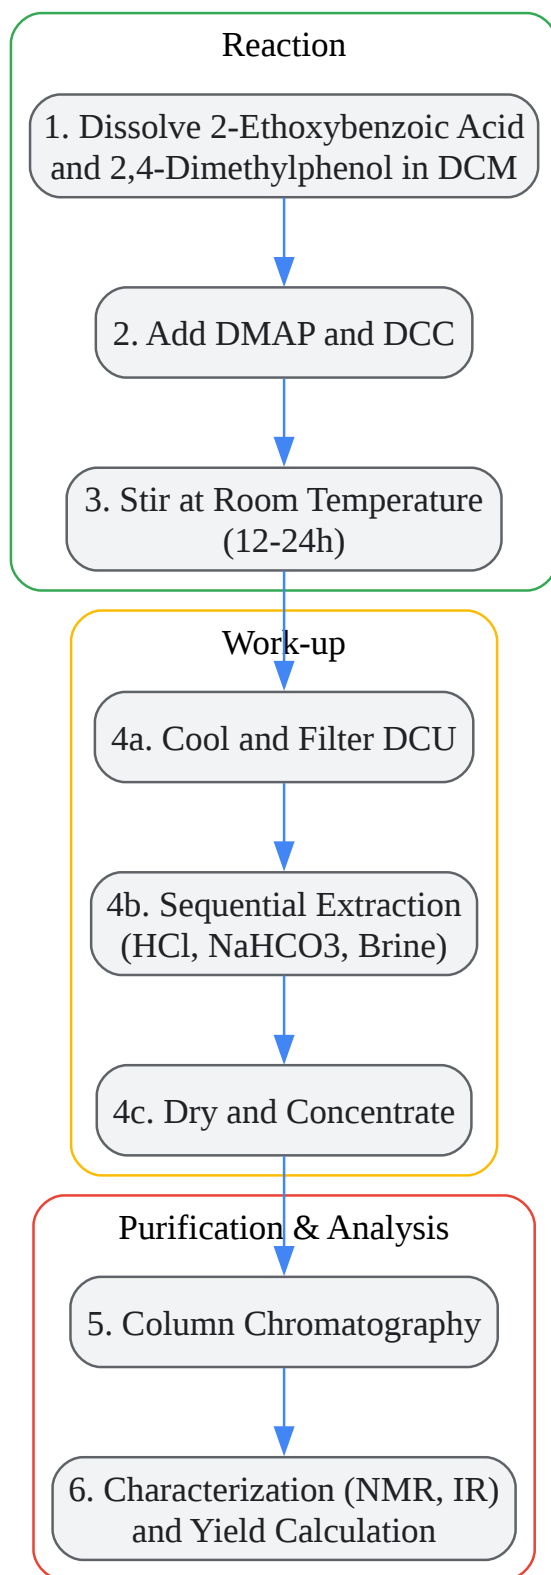 Reaction
1. Dissolve 2-Ethoxybenzoic Acid
and 2,4-Dimethylphenol in DCM
2. Add DMAP and DCC
3. Stir at Room Temperature
(12-24h)
Work-up
4a. Cool and Filter DCU
4b. Sequential Extraction
(HCl, NaHCO3, Brine)
4c. Dry and Concentrate
Purification & Analysis
5. Column Chromatography
6. Characterization (NMR, IR)
and Yield Calculation